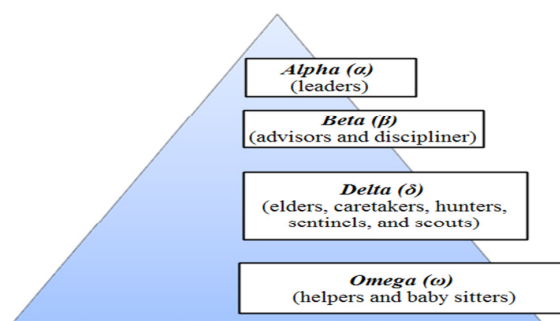 Alpha (α)
(leaders)
Beta (β)
(advisors and discipliner)
Delta (δ)
(elders, caretakers, hunters,
sentinels, and scouts)
Omega (ω)
(helpers and baby sitters)